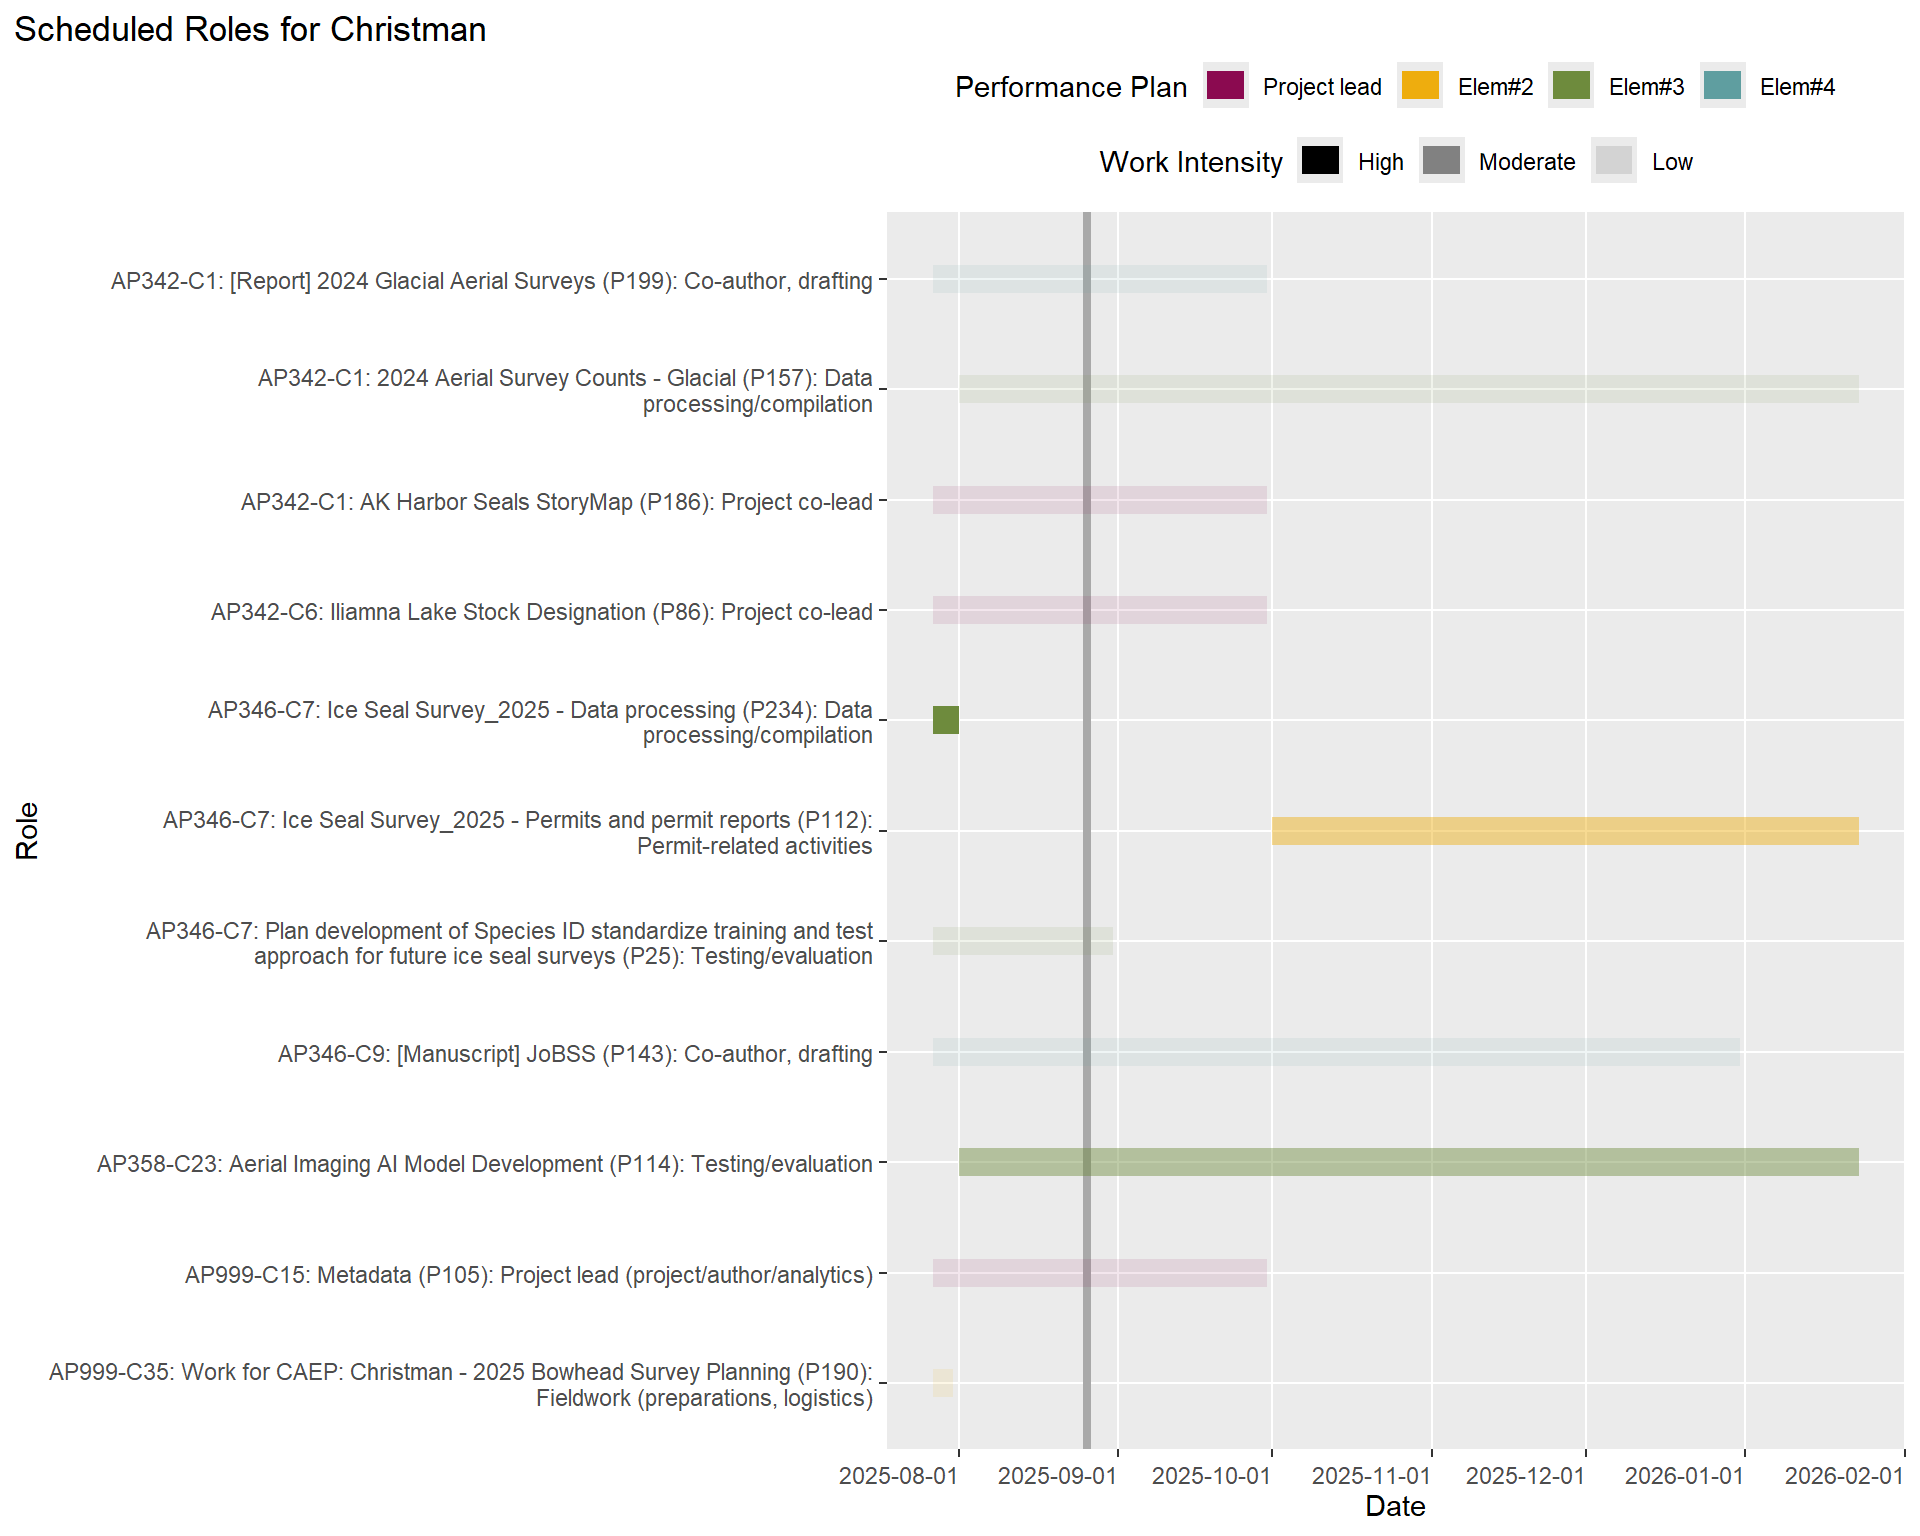 Scheduled Roles for Christman
Performance Plan Project lead Elem#2 Elem#3 Elem#4
Work Intensity High Moderate Low
AP342-C1: [Report] 2024 Glacial Aerial Surveys (P199): Co-author, drafting
AP342-C1: 2024 Aerial Survey Counts - Glacial (P157): Data
processing/compilation
AP342-C1: AK Harbor Seals StoryMap (P186): Project co-lead
AP342-C6: Iliamna Lake Stock Designation (P86): Project co-lead
AP346-C7: Ice Seal Survey_2025 - Data processing (P234): Data
processing/compilation
AP346-C7: Ice Seal Survey_2025 - Permits and permit reports (P112):
Permit-related activities
AP346-C7: Plan development of Species ID standardize training and test
approach for future ice seal surveys (P25): Testing/evaluation
AP346-C9: [Manuscript] JoBSS (P143): Co-author, drafting
AP358-C23: Aerial Imaging AI Model Development (P114): Testing/evaluation
AP999-C15: Metadata (P105): Project lead (project/author/analytics)
AP999-C35: Work for CAEP: Christman - 2025 Bowhead Survey Planning (P190):
Fieldwork (preparations, logistics)
Role
2025-08-01 2025-09-01 2025-10-01 2025-11-01 2025-12-01 2026-01-01 2026-02-01
Date